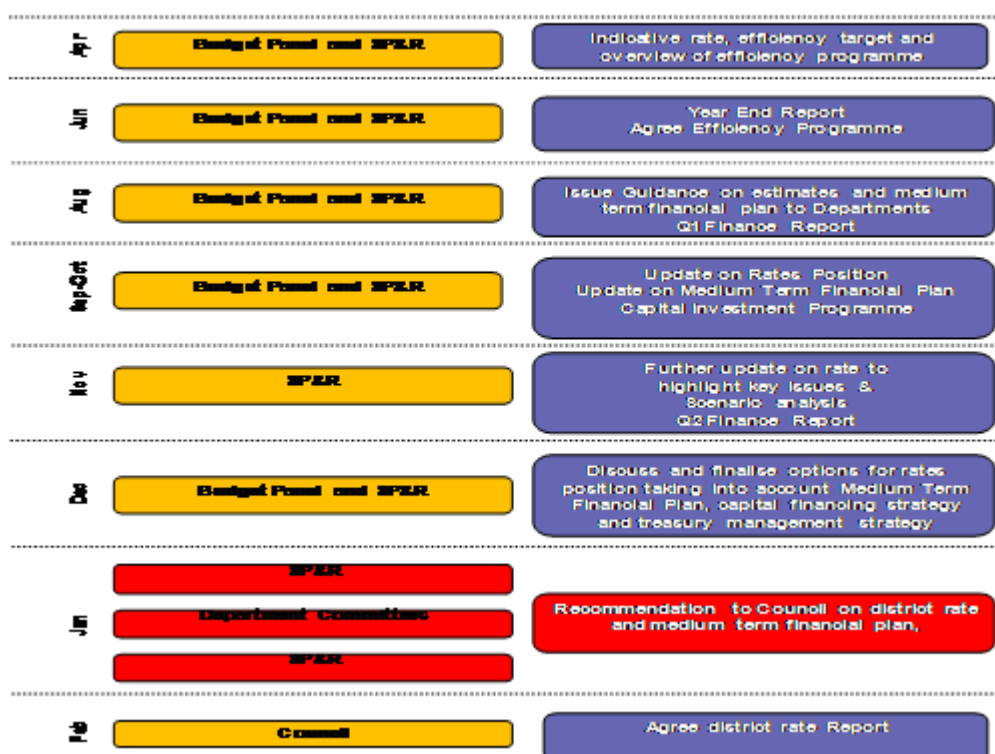 Apr
Budget Panel and SP&R
Indicative rate, efficiency target and
overview of efficiency programme
Jun
Budget Panel and SP&R
Year End Report
Agree Efficiency Programme
Aug
Budget Panel and SP&R
Issue Guidance on estimates and medium
term financial plan to Departments
Q1 Finance Report
Sep-Oct
Budget Panel and SP&R
Update on Rates Position
Update on Medium Term Financial Plan
Capital Investment Programme
Nov
SP&R
Further update on rate to
highlight key issues &
Scenario analysis
Q2 Finance Report
Dec
Budget Panel and SP&R
Discuss and finalise options for rates
position taking into account Medium Term
Financial Plan, capital financing strategy
and treasury management strategy
Jan
SP&R
Department Committees
SP&R
Recommendation to Council on district rate
and medium term financial plan,
Feb
Council
Agree district rate Report